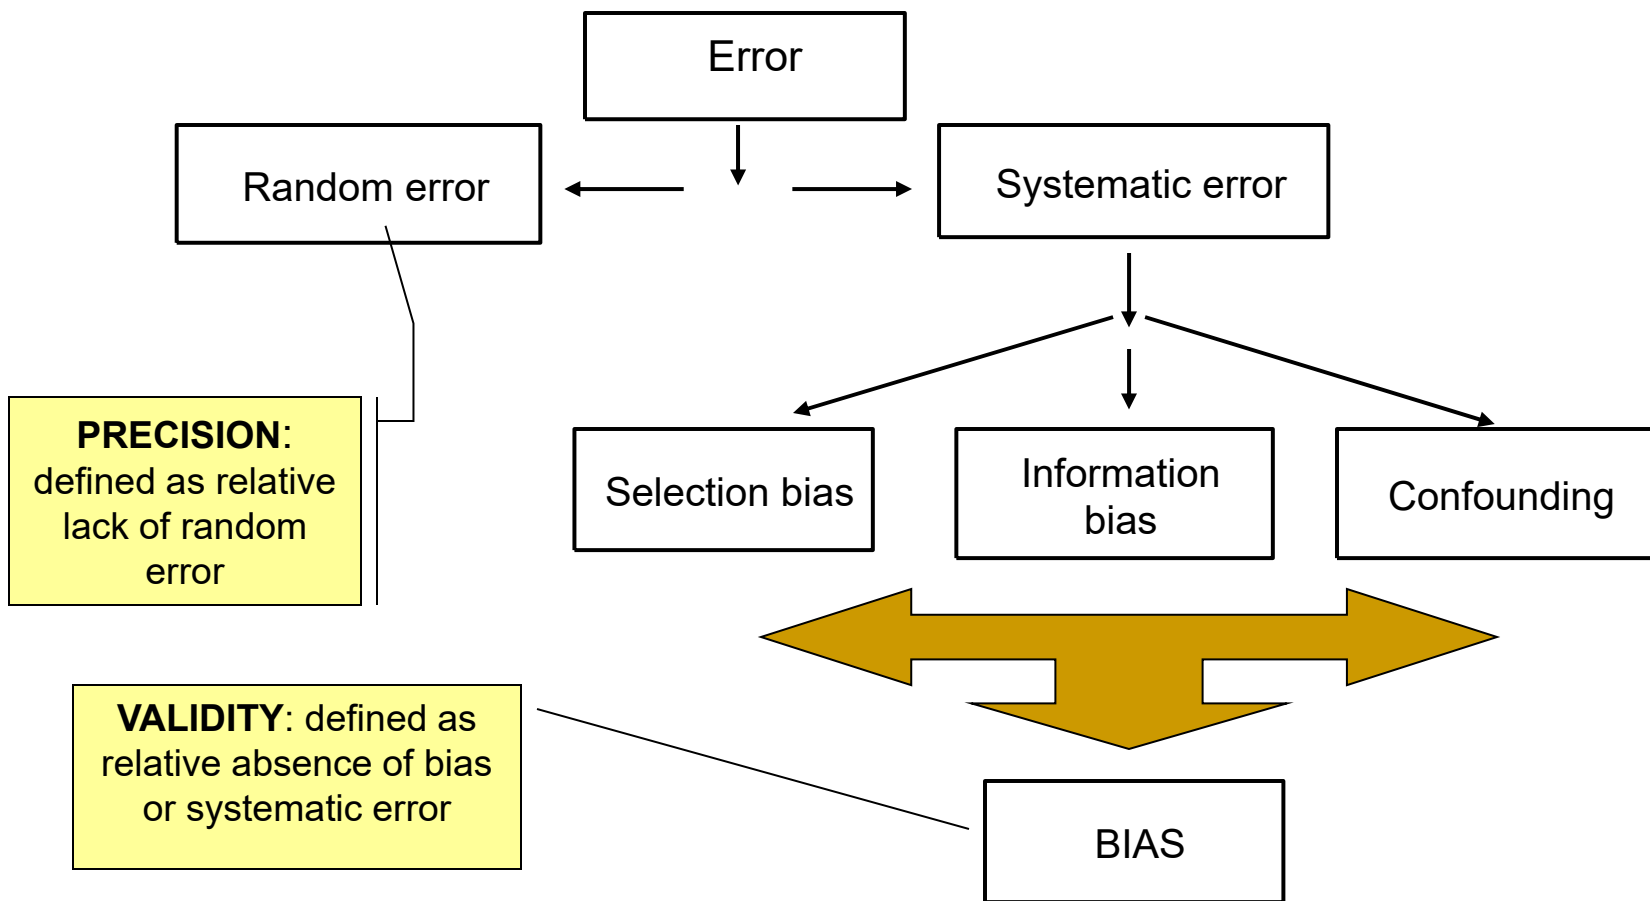 Error
Random error
Systematic error
PRECISION:
defined as relative
lack of random
error
Selection bias
Information
bias
Confounding
VALIDITY: defined as
relative absence of bias
or systematic error
BIAS